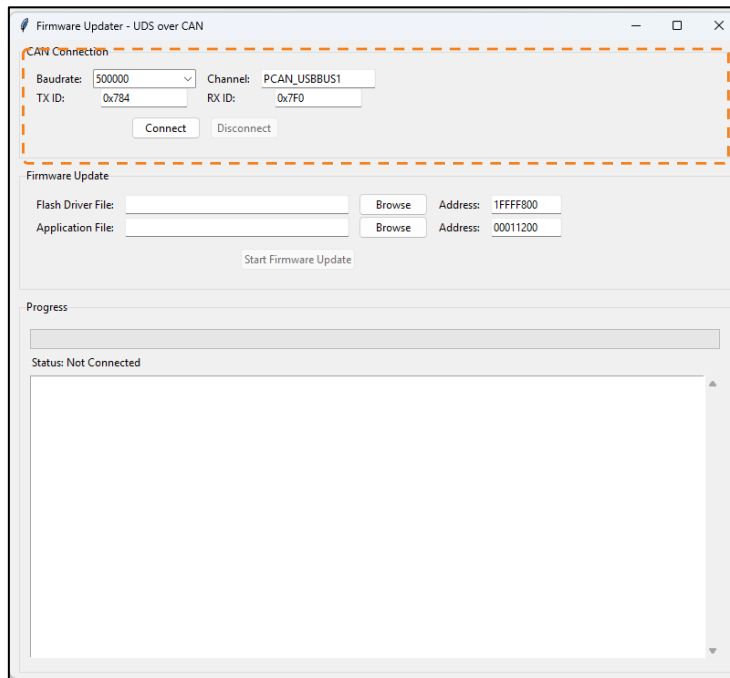 Firmware Updater - UDS over CAN
CAN Connection
Baudrate: 500000 Channel: PCAN_USBBUS1
TX ID: 0x784 RX ID: 0x7F0
Connect Disconnect
Firmware Update
Flash Driver File: Browse Address: 1FFFF800
Application File: Browse Address: 00011200
Start Firmware Update
Progress
Status: Not Connected